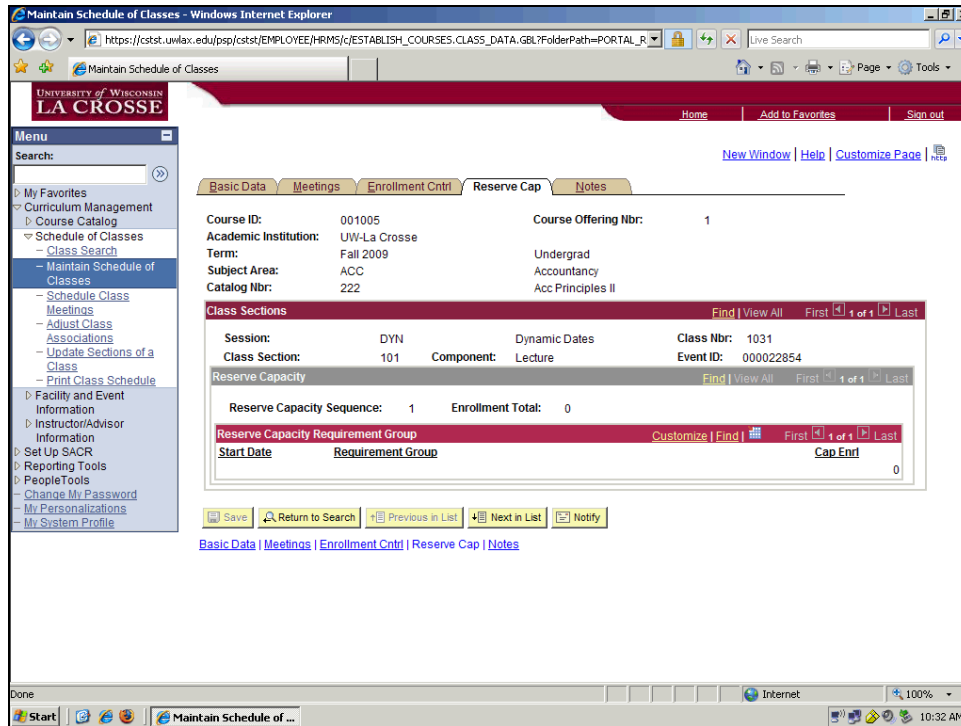 Maintain Schedule of Classes - Windows Internet Explorer
https://cstst.uwlax.edu/psp/cstst/EMPLOYEE/HRMS/c/ESTABLISH_COURSES.CLASS_DATA.GBL?FolderPath=PORTAL_R
Live Search
Maintain Schedule of Classes
Page
Tools
UNIVERSITY of WISCONSIN
LA CROSSE
Home
Add to Favorites
Sign out
Menu
Search:
My Favorites
Curriculum Management
Course Catalog
Schedule of Classes
Class Search
Maintain Schedule of
Classes
Schedule Class
Meetings
Adjust Class
Associations
Update Sections of a
Class
Print Class Schedule
Facility and Event
Information
Instructor/Advisor
Information
Set Up SACR
Reporting Tools
PeopleTools
Change My Password
My Personalizations
My System Profile
New Window | Help | Customize Page |
http
Basic Data Meetings Enrollment Cntrl Reserve Cap Notes
Course ID: 001005 Course Offering Nbr: 1
Academic Institution: UW-La Crosse
Term: Fall 2009 Undergrad
Subject Area: ACC Accountancy
Catalog Nbr: 222 Acc Principles II
Class Sections Find | View All First 1 of 1 Last
Session: DYN Dynamic Dates Class Nbr: 1031
Class Section: 101 Component: Lecture Event ID: 000022854
Reserve Capacity Find | View All First 1 of 1 Last
Reserve Capacity Sequence: 1 Enrollment Total: 0
Reserve Capacity Requirement Group Customize | Find | First 1 of 1 Last
Start Date Requirement Group Cap Enrl
0
Save Return to Search Previous in List Next in List Notify
Basic Data | Meetings | Enrollment Cntrl | Reserve Cap | Notes
Done Internet 100%
Start Maintain Schedule of ... 10:32 AM